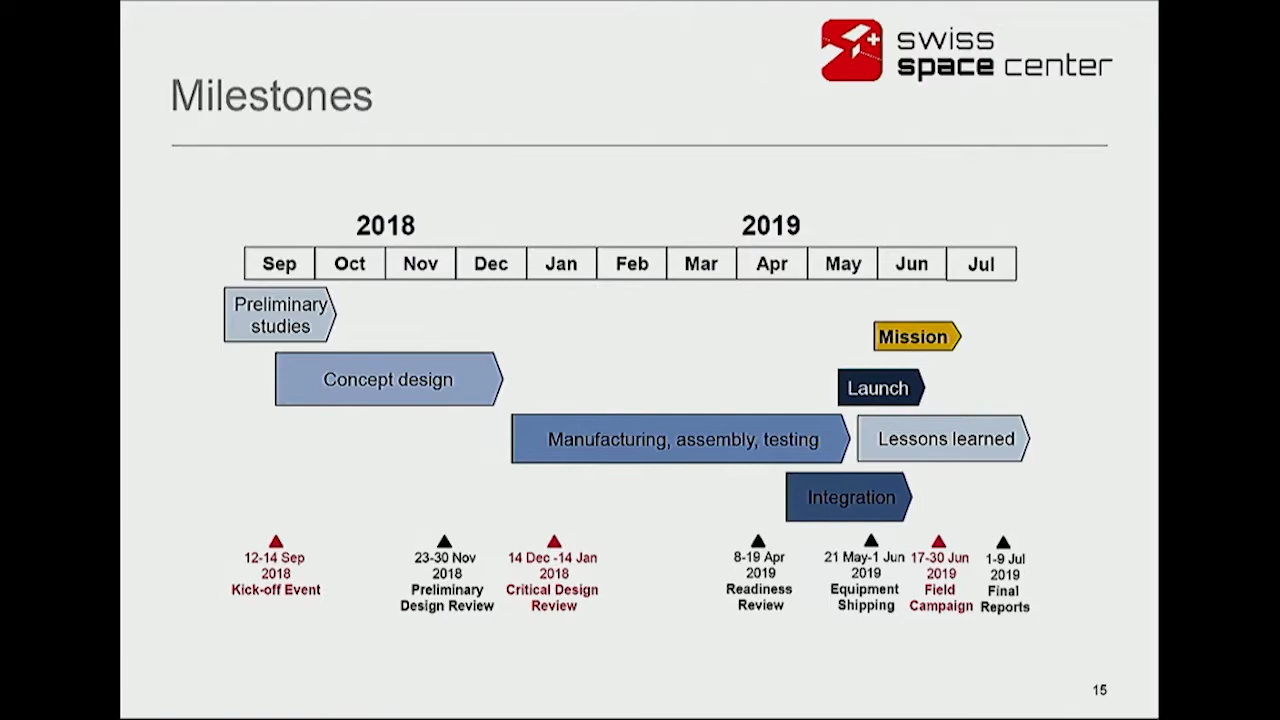 swiss
space center
Milestones
2018
2019
Sep Oct Nov Dec Jan Feb Mar Apr May Jun Jul
Preliminary
studies
Mission
Concept design
Launch
Manufacturing, assembly, testing
Lessons learned
Integration
12-14 Sep
2018
Kick-off Event
23-30 Nov
2018
Preliminary
Design Review
14 Dec -14 Jan
2018
Critical Design
Review
8-19 Apr
2019
Readiness
Review
21 May-1 Jun
2019
Equipment
Shipping
17-30 Jun
2019
Field
Campaign
1-9 Jul
2019
Final
Reports
15